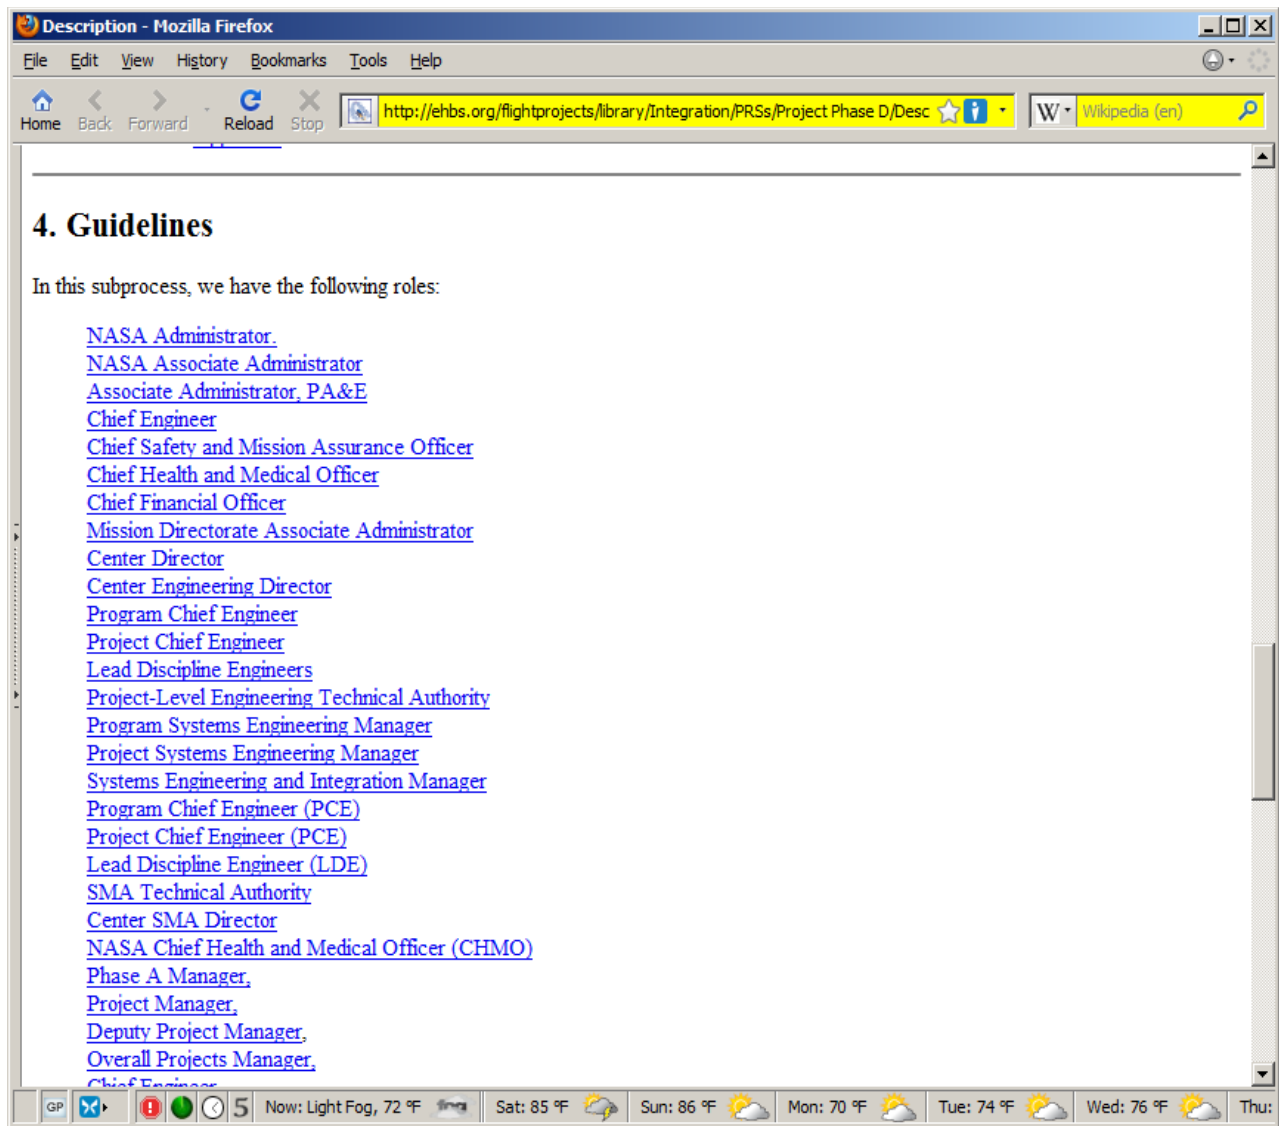 Description - Mozilla Firefox
File Edit View History Bookmarks Tools Help
Home Back Forward Reload Stop http://ehbs.org/flightprojects/library/Integration/PRSs/Project Phase D/Desc W Wikipedia (en)
4. Guidelines
In this subprocess, we have the following roles:
NASA Administrator.
NASA Associate Administrator
Associate Administrator, PA&E
Chief Engineer
Chief Safety and Mission Assurance Officer
Chief Health and Medical Officer
Chief Financial Officer
Mission Directorate Associate Administrator
Center Director
Center Engineering Director
Program Chief Engineer
Project Chief Engineer
Lead Discipline Engineers
Project-Level Engineering Technical Authority
Program Systems Engineering Manager
Project Systems Engineering Manager
Systems Engineering and Integration Manager
Program Chief Engineer (PCE)
Project Chief Engineer (PCE)
Lead Discipline Engineer (LDE)
SMA Technical Authority
Center SMA Director
NASA Chief Health and Medical Officer (CHMO)
Phase A Manager,
Project Manager,
Deputy Project Manager,
Overall Projects Manager,
Chief Engineer
GP 5 Now: Light Fog, 72 °F fog Sat: 85 °F Sun: 86 °F Mon: 70 °F Tue: 74 °F Wed: 76 °F Thu: